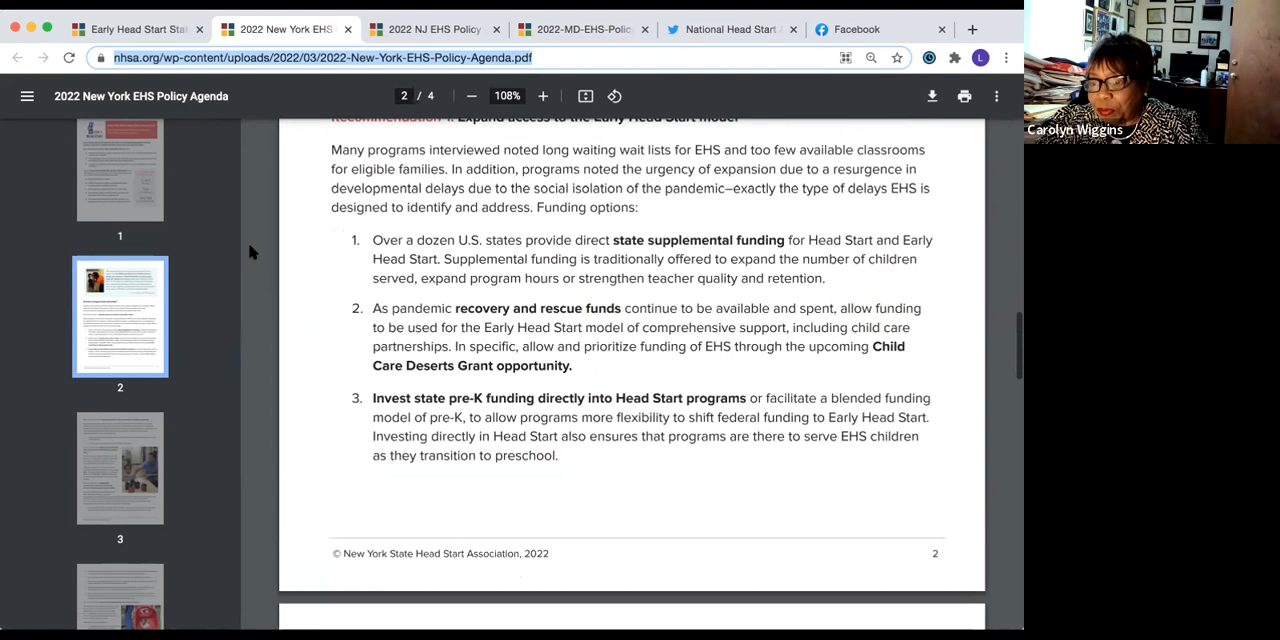 Early Head Start Stat
2022 New York EHS
2022 NJ EHS Policy
2022-MD-EHS-Polic
National Head Start
Facebook
nhsa.org/wp-content/uploads/2022/03/2022-New-York-EHS-Policy-Agenda.pdf
L
2022 New York EHS Policy Agenda
2 / 4
108%
Carolyn Wiggins
1
2
3
Recommendation 1: Expand access to the Early Head Start model
Many programs interviewed noted long waiting wait lists for EHS and too few available classrooms
for eligible families. In addition, programs noted the urgency of expansion due to a resurgence in
developmental delays due to the social isolation of the pandemic–exactly the type of delays EHS is
designed to identify and address. Funding options:
1. Over a dozen U.S. states provide direct state supplemental funding for Head Start and Early
Head Start. Supplemental funding is traditionally offered to expand the number of children
served, expand program hours or strengthen teacher quality and retention.
2. As pandemic recovery and rescue funds continue to be available and spent, allow funding
to be used for the Early Head Start model of comprehensive support, including child care
partnerships. In specific, allow and prioritize funding of EHS through the upcoming Child
Care Deserts Grant opportunity.
3. Invest state pre-K funding directly into Head Start programs or facilitate a blended funding
model of pre-K, to allow programs more flexibility to shift federal funding to Early Head Start.
Investing directly in Head Start also ensures that programs are there to serve EHS children
as they transition to preschool.
© New York State Head Start Association, 2022
2